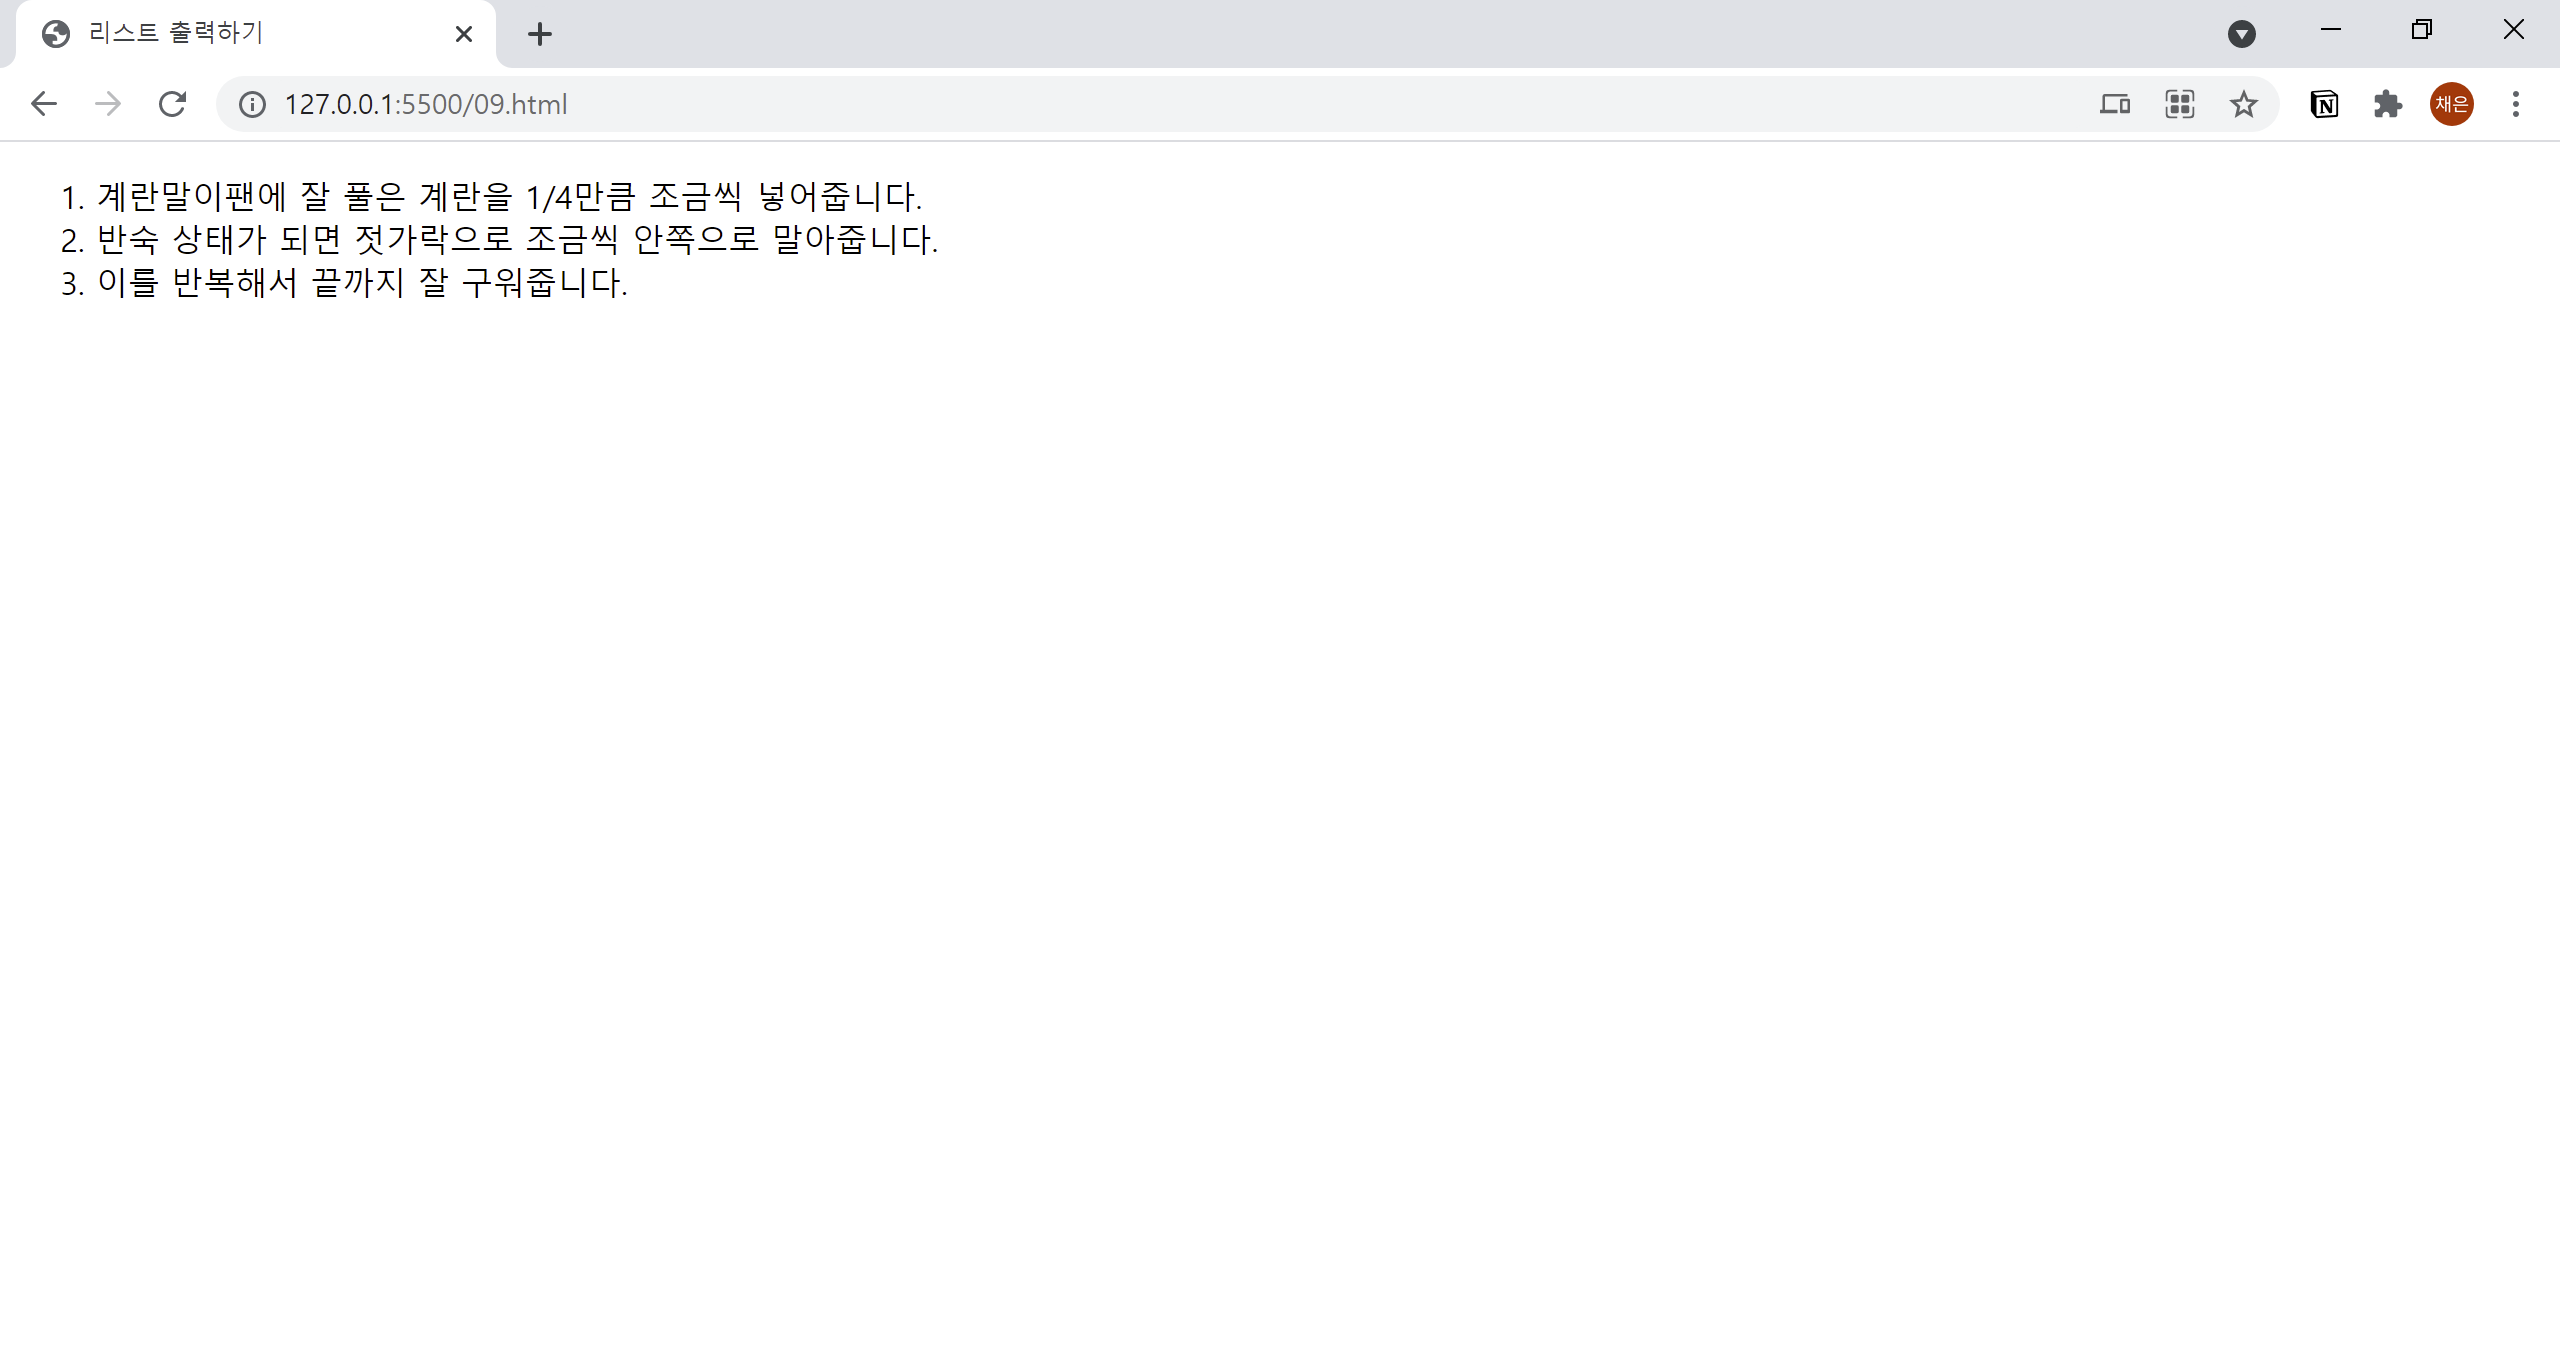 리스트 출력하기
127.0.0.1:5500/09.html
N
채은
1. 계란말이팬에 잘 풀은 계란을 1/4만큼 조금씩 넣어줍니다.
2. 반숙 상태가 되면 젓가락으로 조금씩 안쪽으로 말아줍니다.
3. 이를 반복해서 끝까지 잘 구워줍니다.